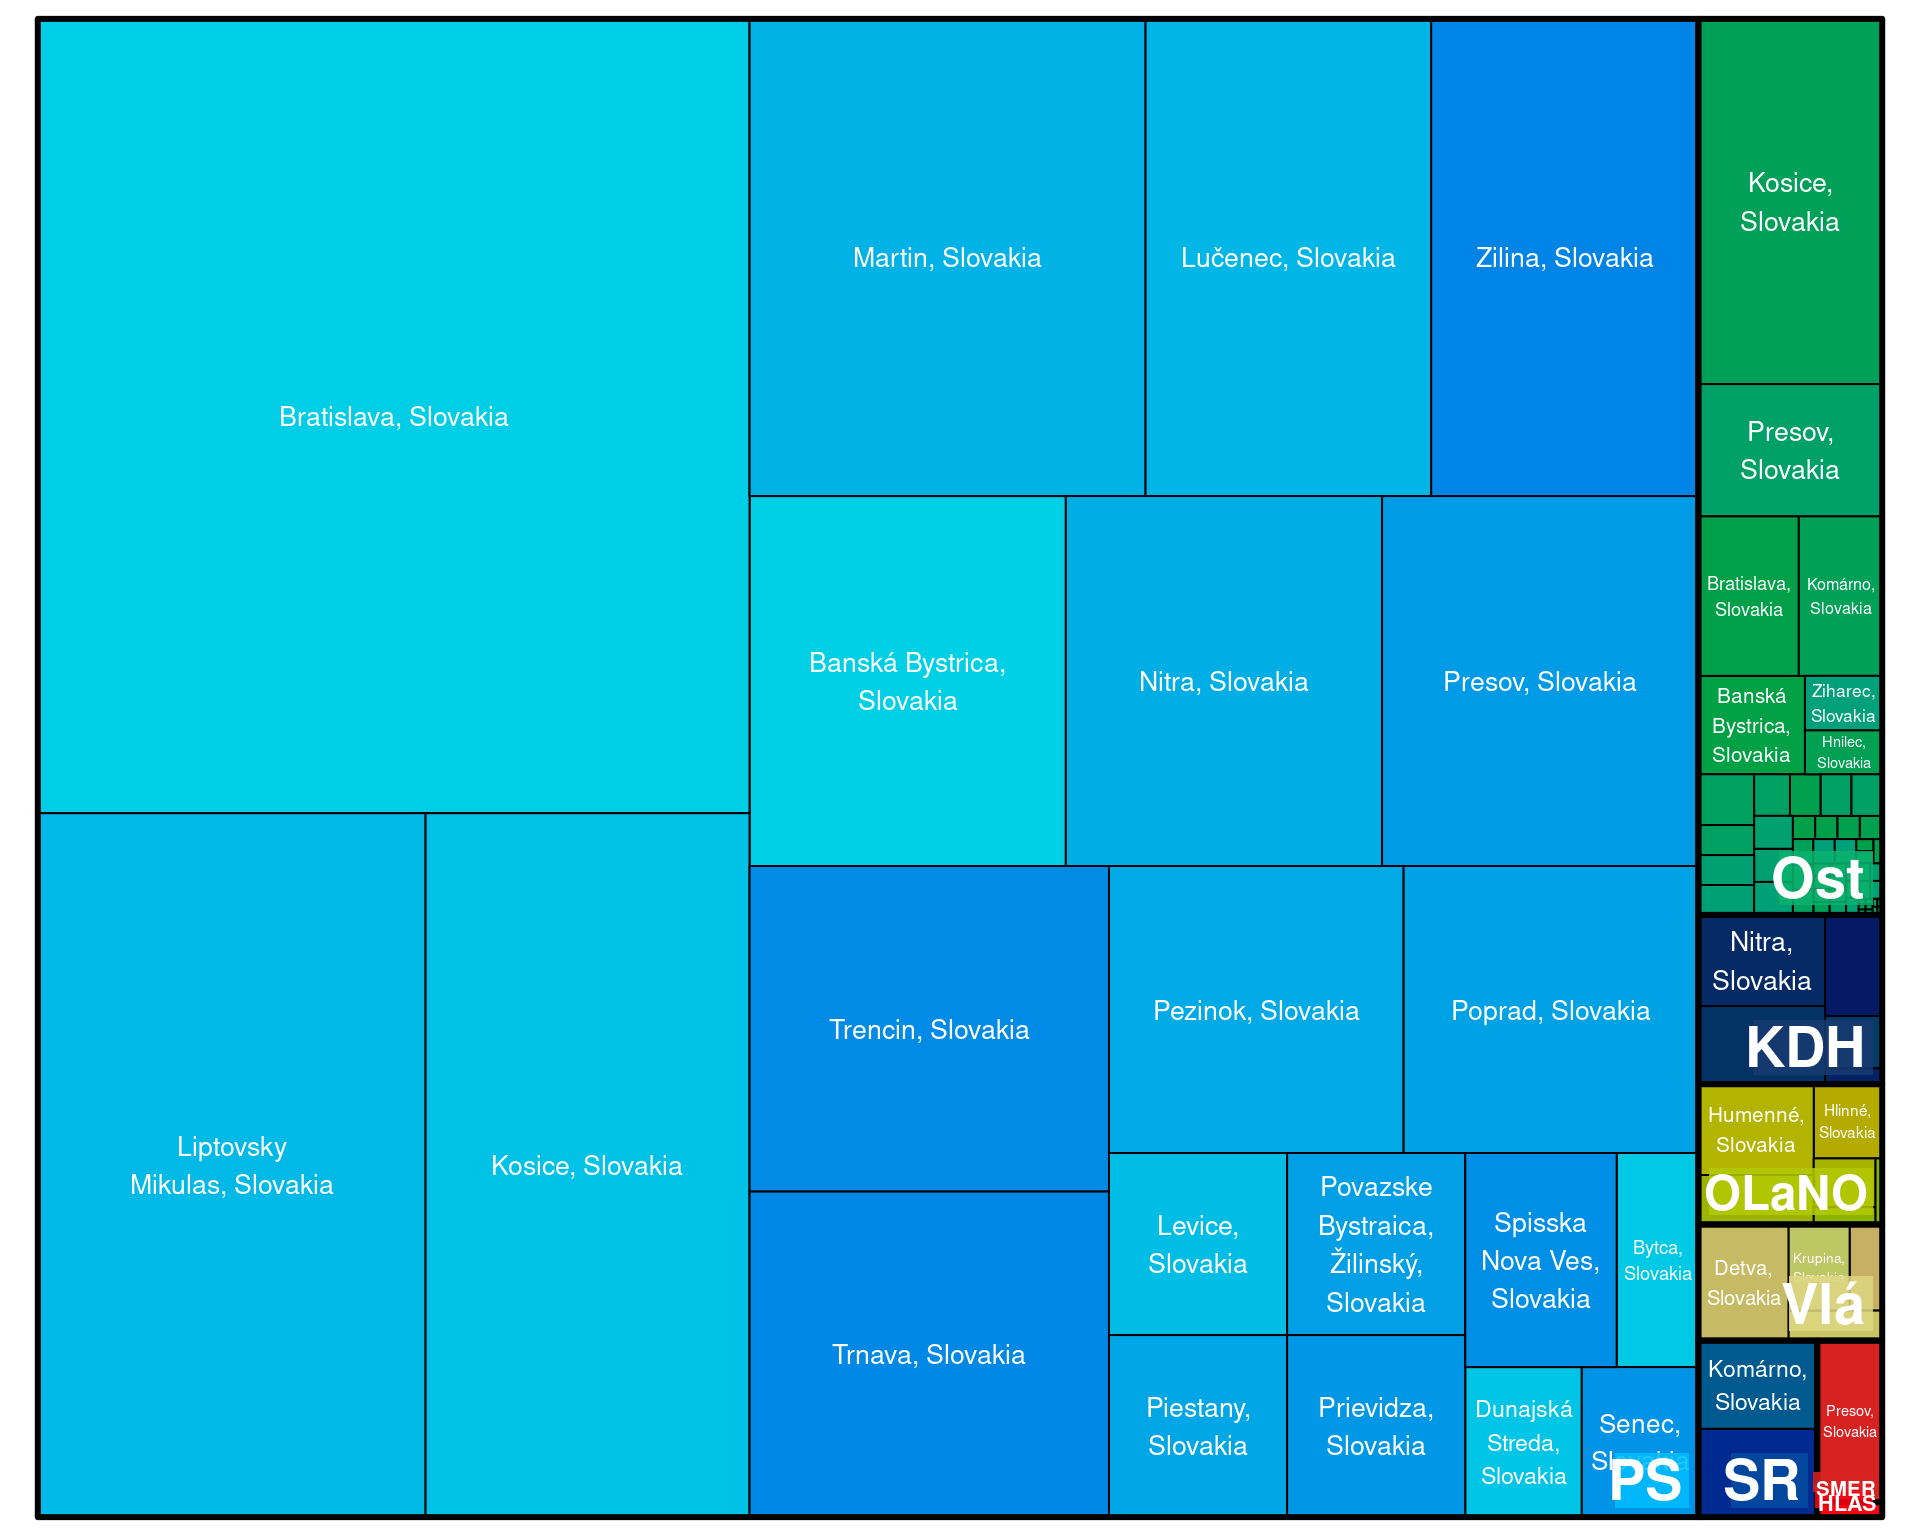 Bratislava, Slovakia
Martin, Slovakia
Lučenec, Slovakia
Zilina, Slovakia
Kosice,
Slovakia
Presov,
Slovakia
Bratislava,
Slovakia
Komárno,
Slovakia
Banská Bystrica,
Slovakia
Nitra, Slovakia
Presov, Slovakia
Banská
Bystrica,
Slovakia
Ziharec,
Slovakia
Hnilec,
Slovakia
Ost
Liptovsky
Mikulas, Slovakia
Kosice, Slovakia
Trencin, Slovakia
Pezinok, Slovakia
Poprad, Slovakia
Nitra,
Slovakia
KDH
Humenné,
Slovakia
Hlinné,
Slovakia
OLaNO
Trnava, Slovakia
Levice,
Slovakia
Povazske
Bystraica,
Žilinský,
Slovakia
Spisska
Nova Ves,
Slovakia
Bytca,
Slovakia
Detva,
Slovakia
Krupina,
Slovakia
Vlá
Piestany,
Slovakia
Prievidza,
Slovakia
Dunajská
Streda,
Slovakia
Senec,
Slovakia
PS
Komárno,
Slovakia
SR
Presov,
Slovakia
SMER
HLAS